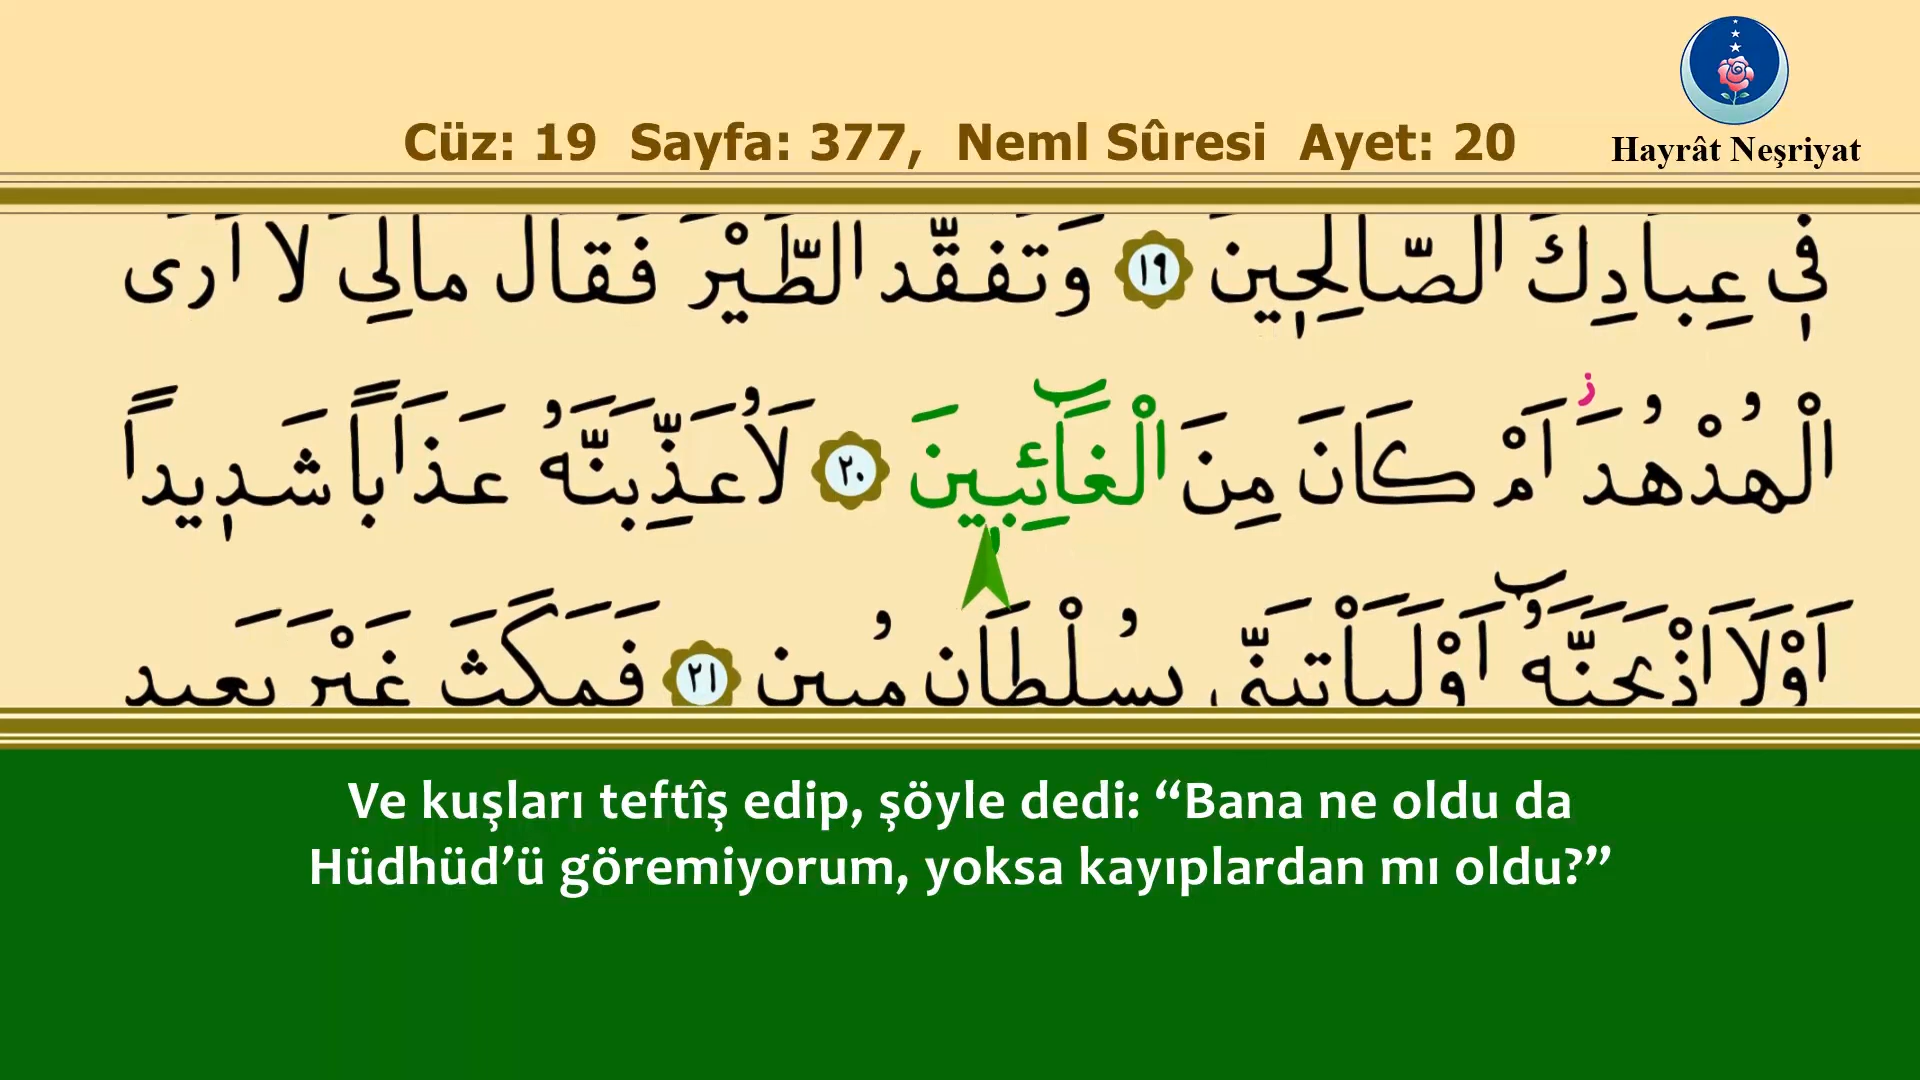 Cüz: 19 Sayfa: 377, Neml Sûresi Ayet: 20
Hayrât Neşriyat
فٖي عِبَادِكَ الصَّالِحٖينَ ﴿١٩﴾ وَتَفَقَّدَ الطَّيْرَ فَقَالَ مَالِيَ لَا اَرَى
الْهُدْهُدَۘ اَمْ كَانَ مِنَ الْغَٓائِبٖينَ ﴿٢٠﴾ لَاُعَذِّبَنَّهُ عَذَاباً شَدٖيداً
اَوْ لَاَاذْبَحَنَّهُٓ اَوْ لَيَأْتِيَنّٖي بِسُلْطَانٍ مُبٖينٍ ﴿٢١﴾ فَمَكَثَ غَيْرَ بَعٖيدٍ
Ve kuşları teftîş edip, şöyle dedi: “Bana ne oldu da
Hüdhüd’ü göremiyorum, yoksa kayıplardan mı oldu?”